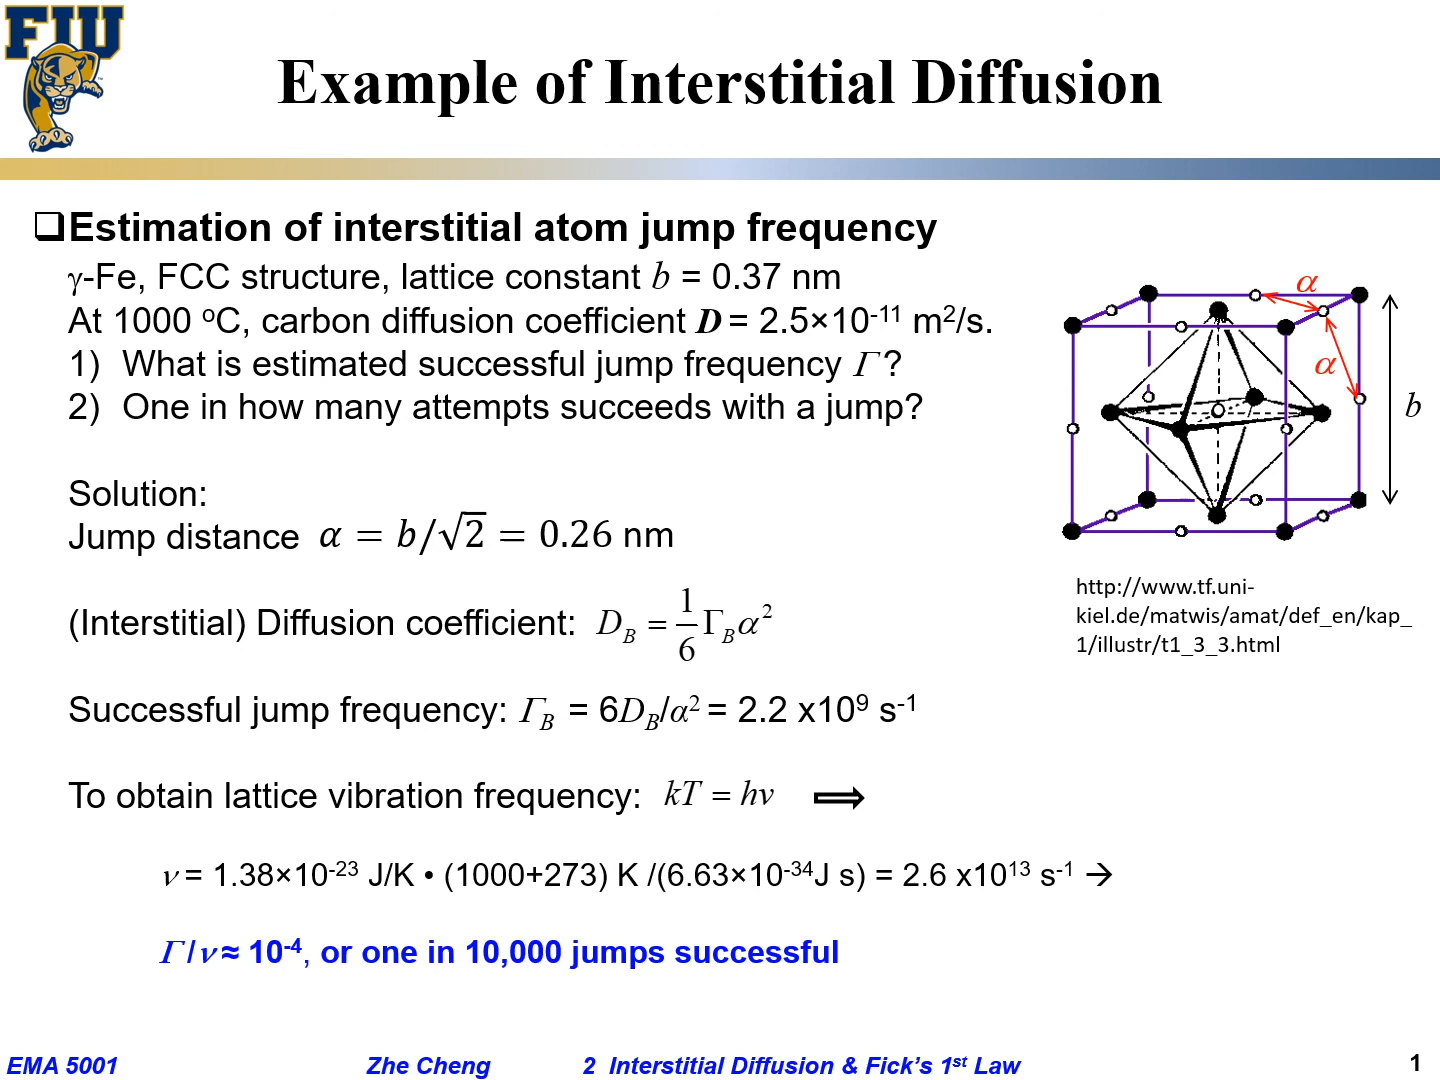 FIU
Example of Interstitial Diffusion
❑Estimation of interstitial atom jump frequency
γ-Fe, FCC structure, lattice constant b = 0.37 nm
At 1000 ᵒC, carbon diffusion coefficient D = 2.5×10⁻¹¹ m²/s.
1) What is estimated successful jump frequency Γ ?
2) One in how many attempts succeeds with a jump?
Solution:
Jump distance α = b/√2 = 0.26 nm
(Interstitial) Diffusion coefficient: D_B = 1/6 Γ_B α²
Successful jump frequency: Γ_B = 6D_B/α² = 2.2 x10⁹ s⁻¹
To obtain lattice vibration frequency: kT = hν ⟹
ν = 1.38×10⁻²³ J/K • (1000+273) K /(6.63×10⁻³⁴J s) = 2.6 x10¹³ s⁻¹ →
Γ / ν ≈ 10⁻⁴, or one in 10,000 jumps successful
α
α
b
http://www.tf.uni-
kiel.de/matwis/amat/def_en/kap_
1/illustr/t1_3_3.html
EMA 5001 Zhe Cheng 2 Interstitial Diffusion & Fick's 1ˢᵗ Law 1